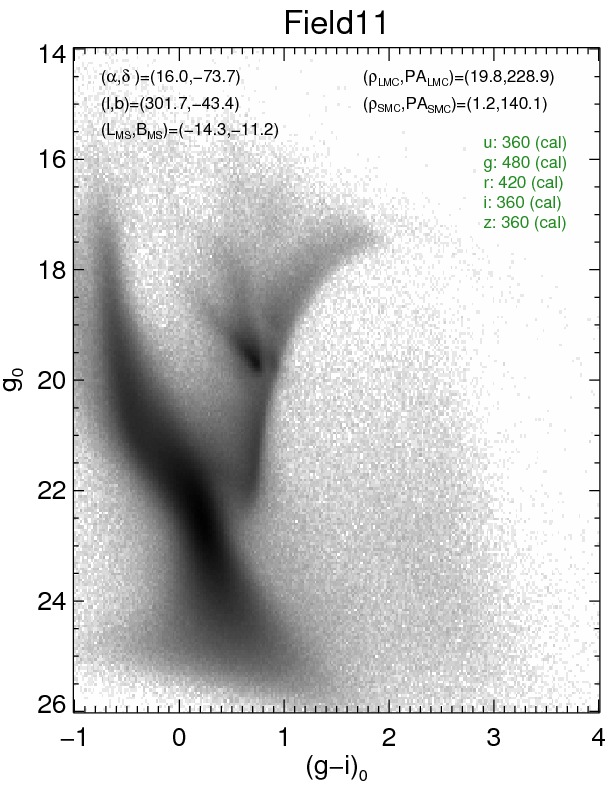 Field11
(α,δ )=(16.0,−73.7)
(ρLMC,PALMC)=(19.8,228.9)
(l,b)=(301.7,−43.4)
(ρSMC,PASMC)=(1.2,140.1)
(LMS,BMS)=(−14.3,−11.2)
u: 360 (cal)
g: 480 (cal)
r: 420 (cal)
i: 360 (cal)
z: 360 (cal)
14
16
18
20
22
24
26
g0
−1 0 1 2 3 4
(g−i)0